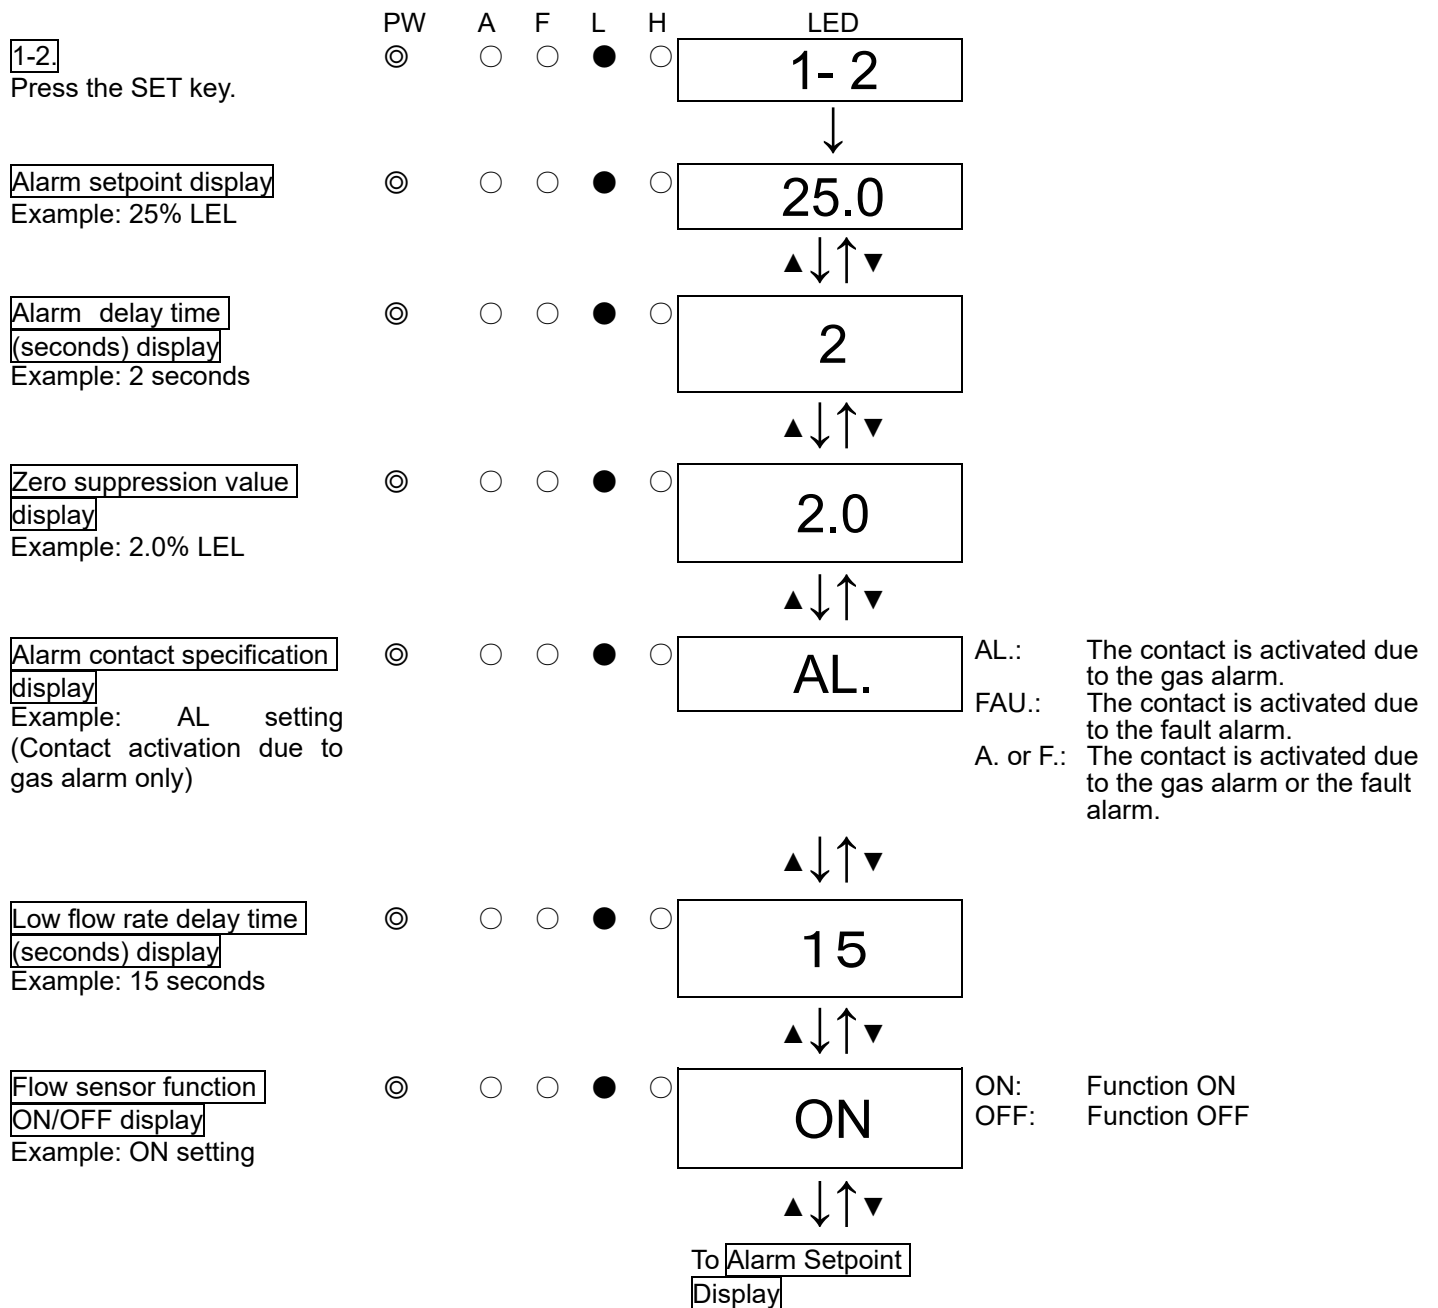 PW A F L H LED
1-2. ◎ ○ ○ ● ○ 1- 2
Press the SET key.
↓
Alarm setpoint display ◎ ○ ○ ● ○ 25.0
Example: 25% LEL
▲↓↑▼
Alarm delay time ◎ ○ ○ ● ○ 2
(seconds) display
Example: 2 seconds
▲↓↑▼
Zero suppression value ◎ ○ ○ ● ○ 2.0
display
Example: 2.0% LEL
▲↓↑▼
Alarm contact specification ◎ ○ ○ ● ○ AL.
display
Example: AL setting
(Contact activation due to
gas alarm only)
AL.: The contact is activated due
to the gas alarm.
FAU.: The contact is activated due
to the fault alarm.
A. or F.: The contact is activated due
to the gas alarm or the fault
alarm.
▲↓↑▼
Low flow rate delay time ◎ ○ ○ ● ○ 15
(seconds) display
Example: 15 seconds
▲↓↑▼
Flow sensor function ◎ ○ ○ ● ○ ON
ON/OFF display
Example: ON setting
ON: Function ON
OFF: Function OFF
▲↓↑▼
To Alarm Setpoint
Display